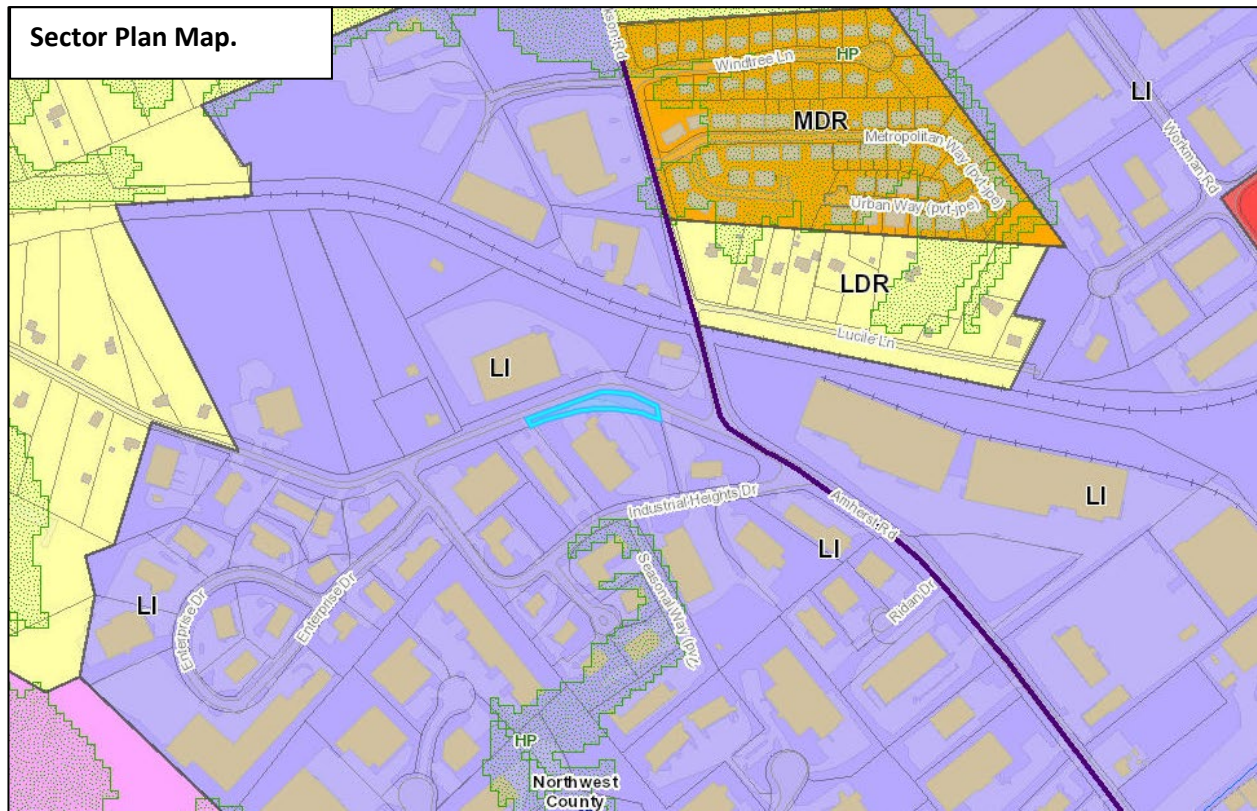 Sector Plan Map.
Windtree Ln
HP
LI
MDR
Metropolitan Way (pvt-jpe)
Workman Rd
Urban Way (pvt-jpe)
LDR
Lucile Ln
LI
Industrial Heights Dr
Amherst Rd
LI
LI
Seasonal Way (pvt,
Ridan Dr
LI
Enterprise Dr
Enterprise Dr
HP
Northwest
County